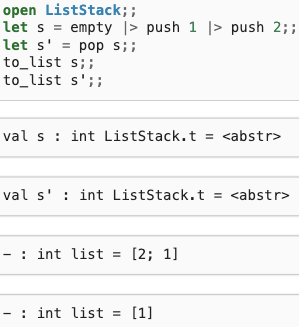 open ListStack;;
let s = empty |> push 1 |> push 2;;
let s' = pop s;;
to_list s;;
to_list s';;
val s : int ListStack.t = <abstr>
val s' : int ListStack.t = <abstr>
- : int list = [2; 1]
- : int list = [1]